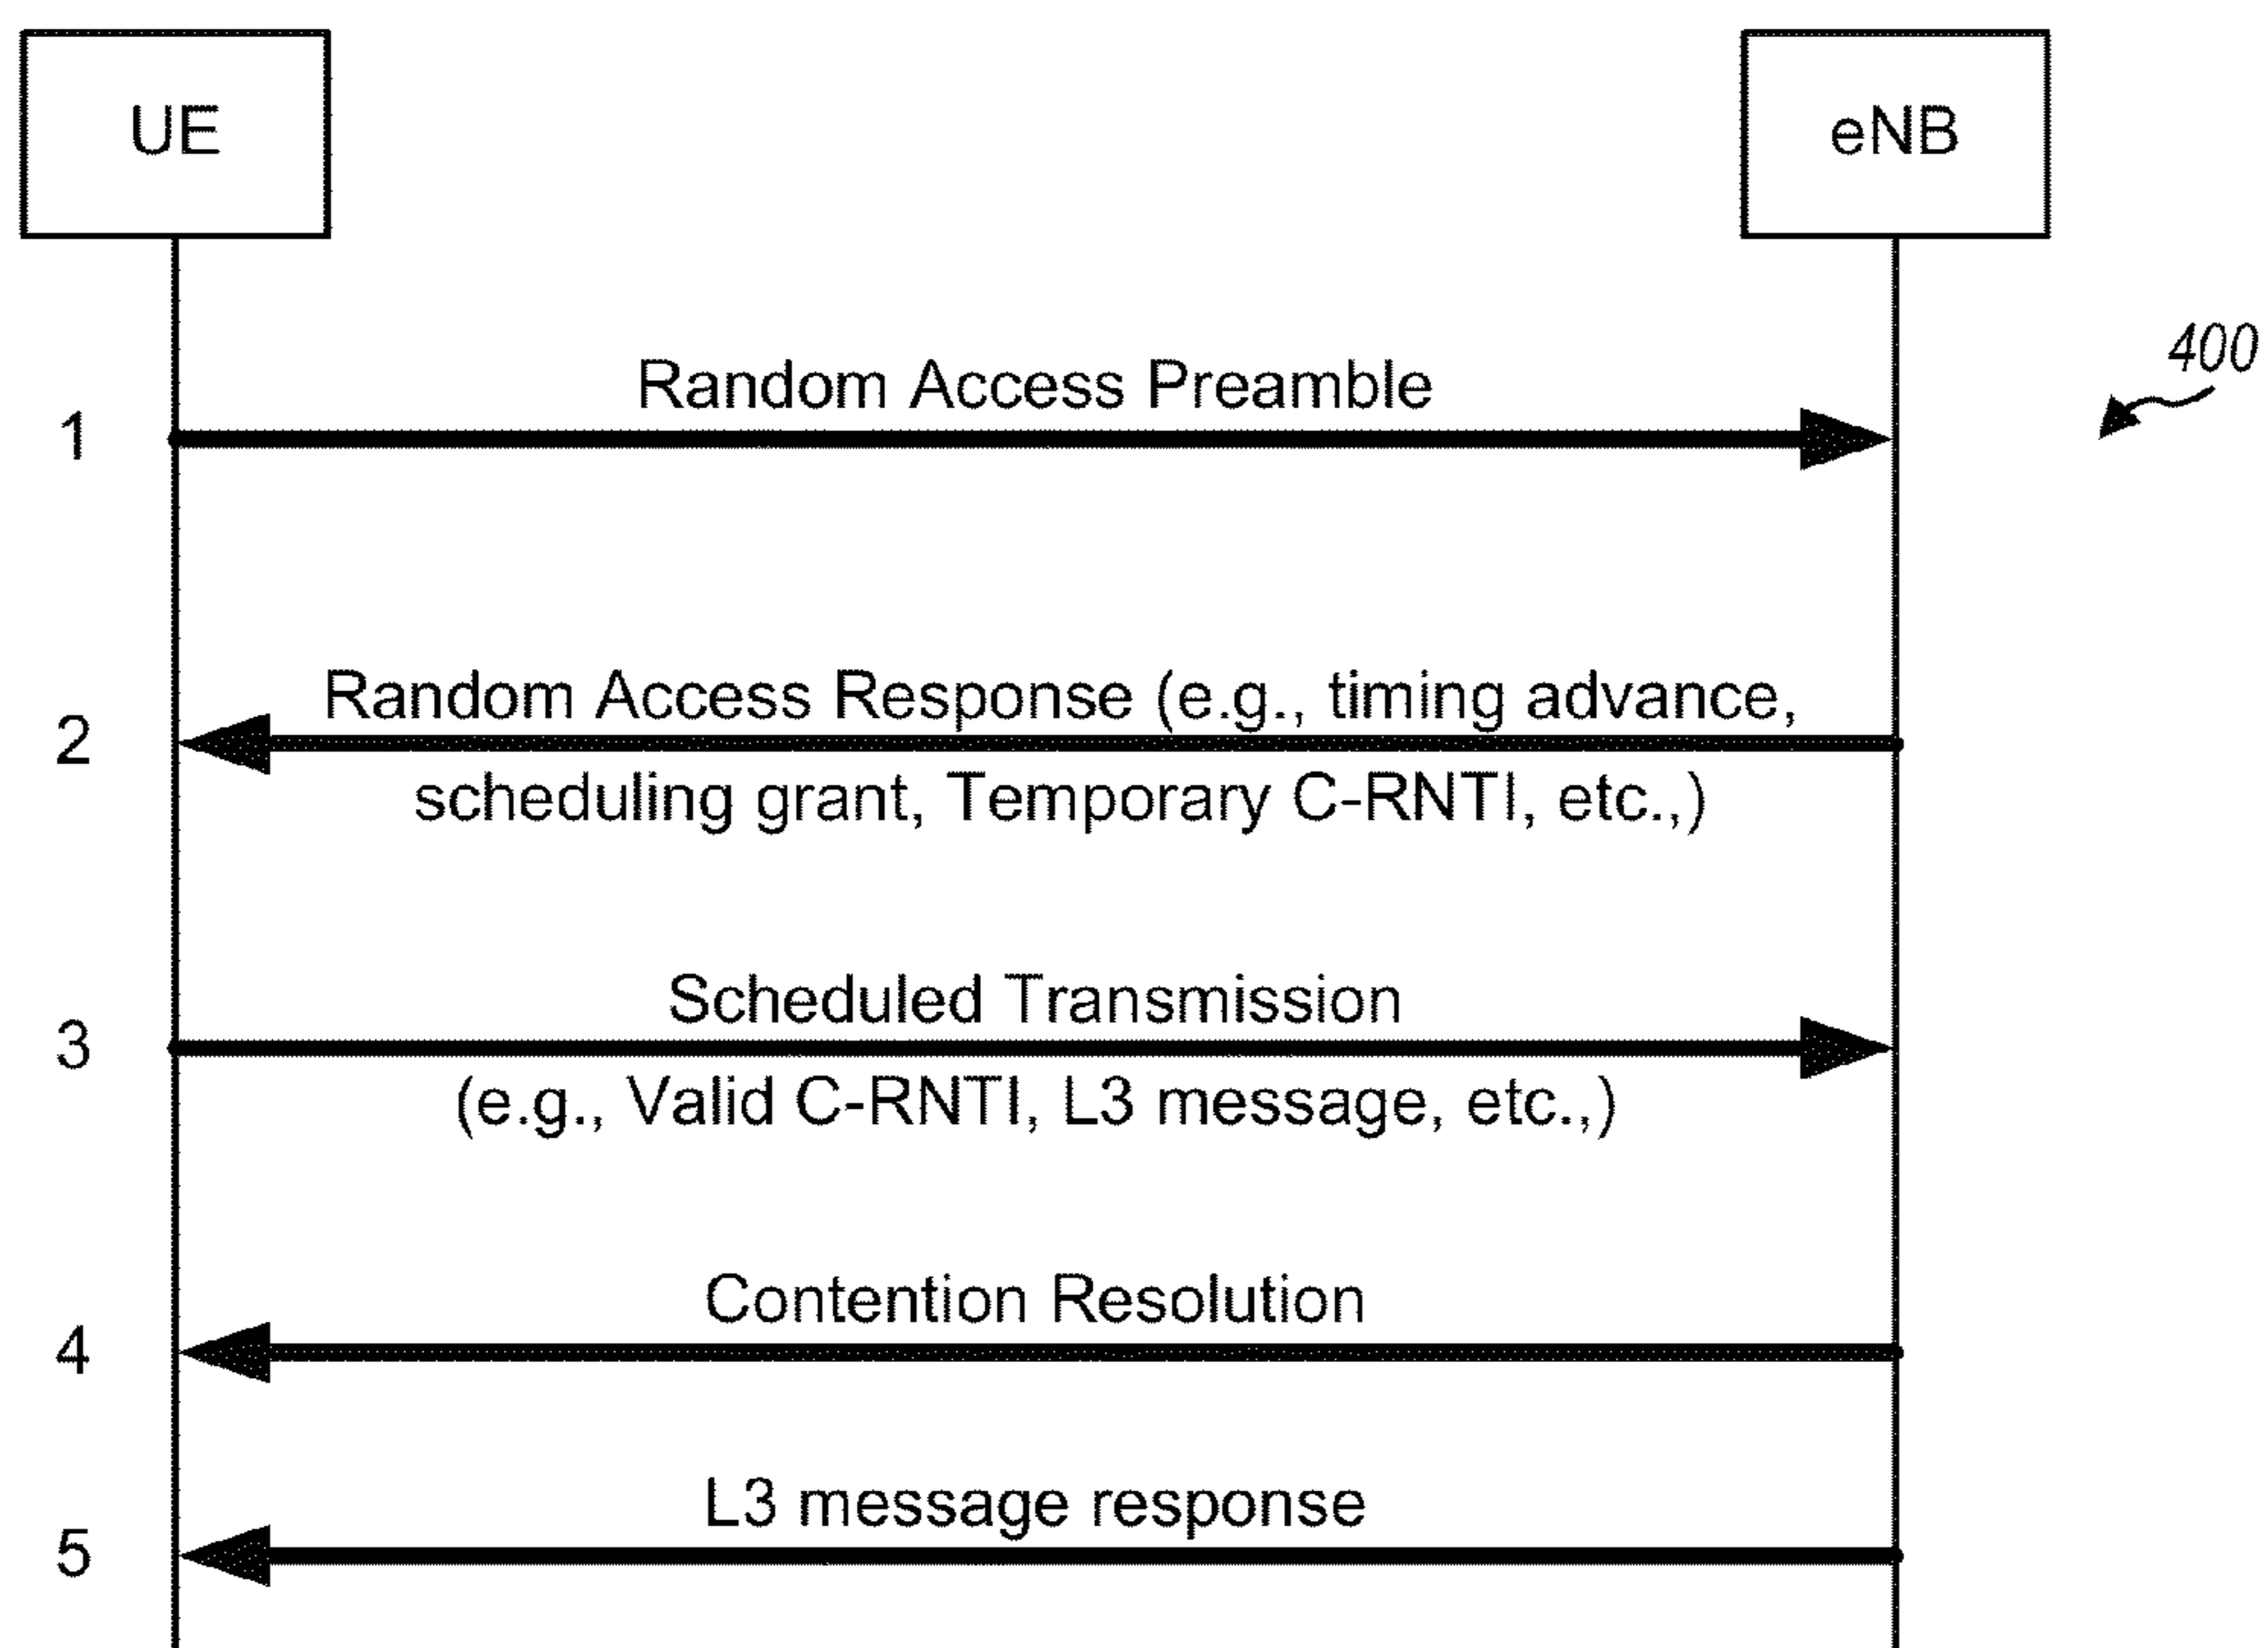 UE
eNB
400
Random Access Preamble
1
Random Access Response (e.g., timing advance,
2
scheduling grant, Temporary C-RNTI, etc.,)
Scheduled Transmission
3
(e.g., Valid C-RNTI, L3 message, etc.,)
Contention Resolution
4
L3 message response
5